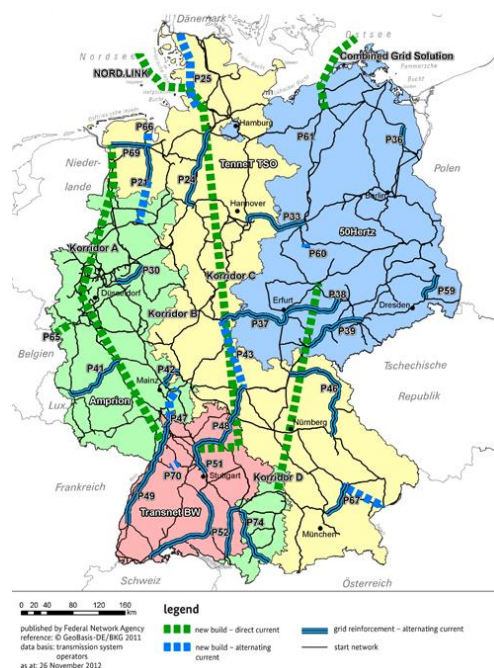 Dänemark
Nordsee
Ostsee
NORD.LINK
P25
Combined Grid Solution
Hamburg
P61
P36
P66
P69
TenneT TSO
Nieder-
lande
P21
P24
Hannover
P33
Berlin
Polen
50Hertz
P60
Korridor A
P30
Düsseldorf
Korridor C
Erfurt
P38
P59
Dresden
Korridor B
P37
P39
P65
Belgien
P43
Tschechische
Republik
P41
P42
Mainz
P46
Lux.
Amprion
P47
P48
Nürnberg
P51
P70
Stuttgart
Korridor D
Frankreich
P49
Transnet BW
P67
P52
P74
München
Schweiz
Österreich
0 20 40 80 120 160
km
published by Federal Network Agency
reference: © GeoBasis-DE/BKG 2011
data basis: transmission system
operators
as at: 26 November 2012
legend
new build – direct current
new build – alternating
current
grid reinforcement – alternating current
start network